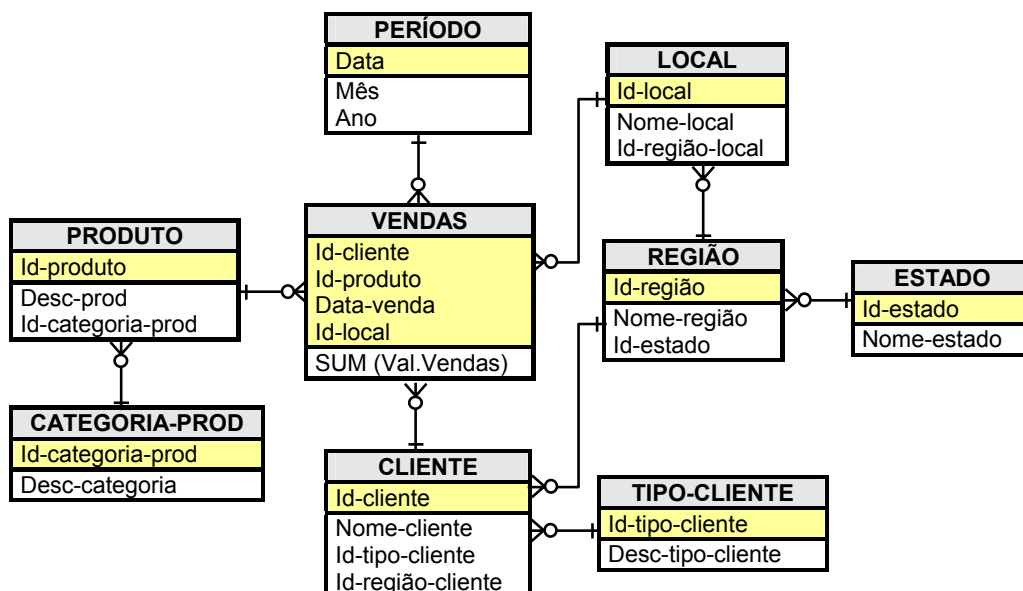 PERÍODO
Data
Mês
Ano
LOCAL
Id-local
Nome-local
Id-região-local
PRODUTO
Id-produto
Desc-prod
Id-categoria-prod
VENDAS
Id-cliente
Id-produto
Data-venda
Id-local
SUM (Val.Vendas)
REGIÃO
Id-região
Nome-região
Id-estado
ESTADO
Id-estado
Nome-estado
CATEGORIA-PROD
Id-categoria-prod
Desc-categoria
CLIENTE
Id-cliente
Nome-cliente
Id-tipo-cliente
Id-região-cliente
TIPO-CLIENTE
Id-tipo-cliente
Desc-tipo-cliente